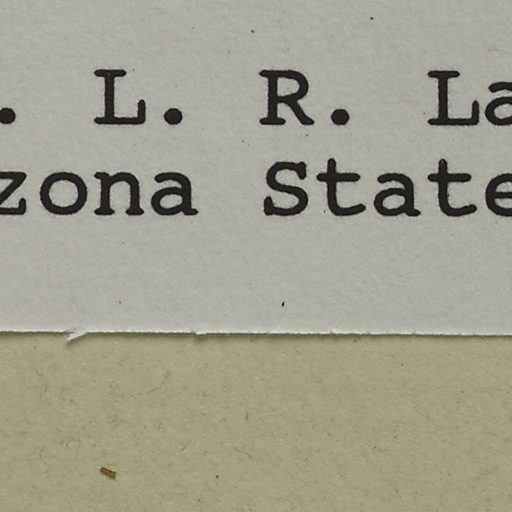 . L. R. La
zona State